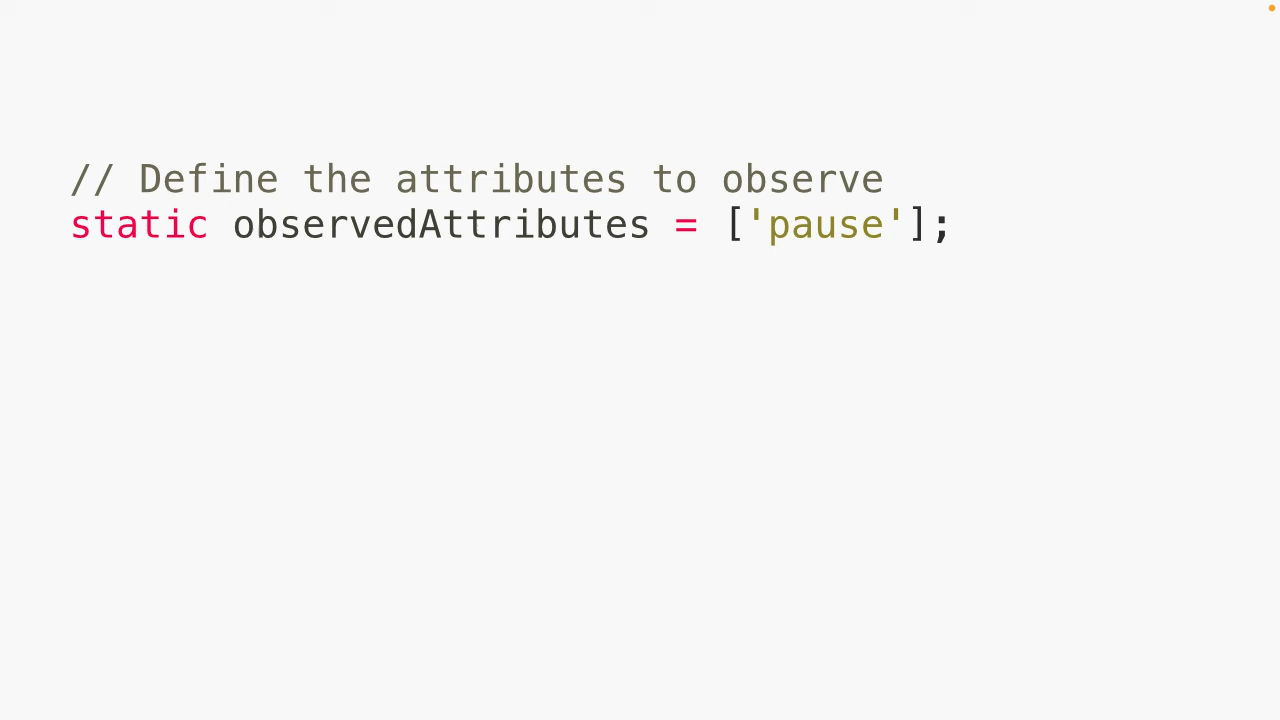 // Define the attributes to observe
static observedAttributes = ['pause'];